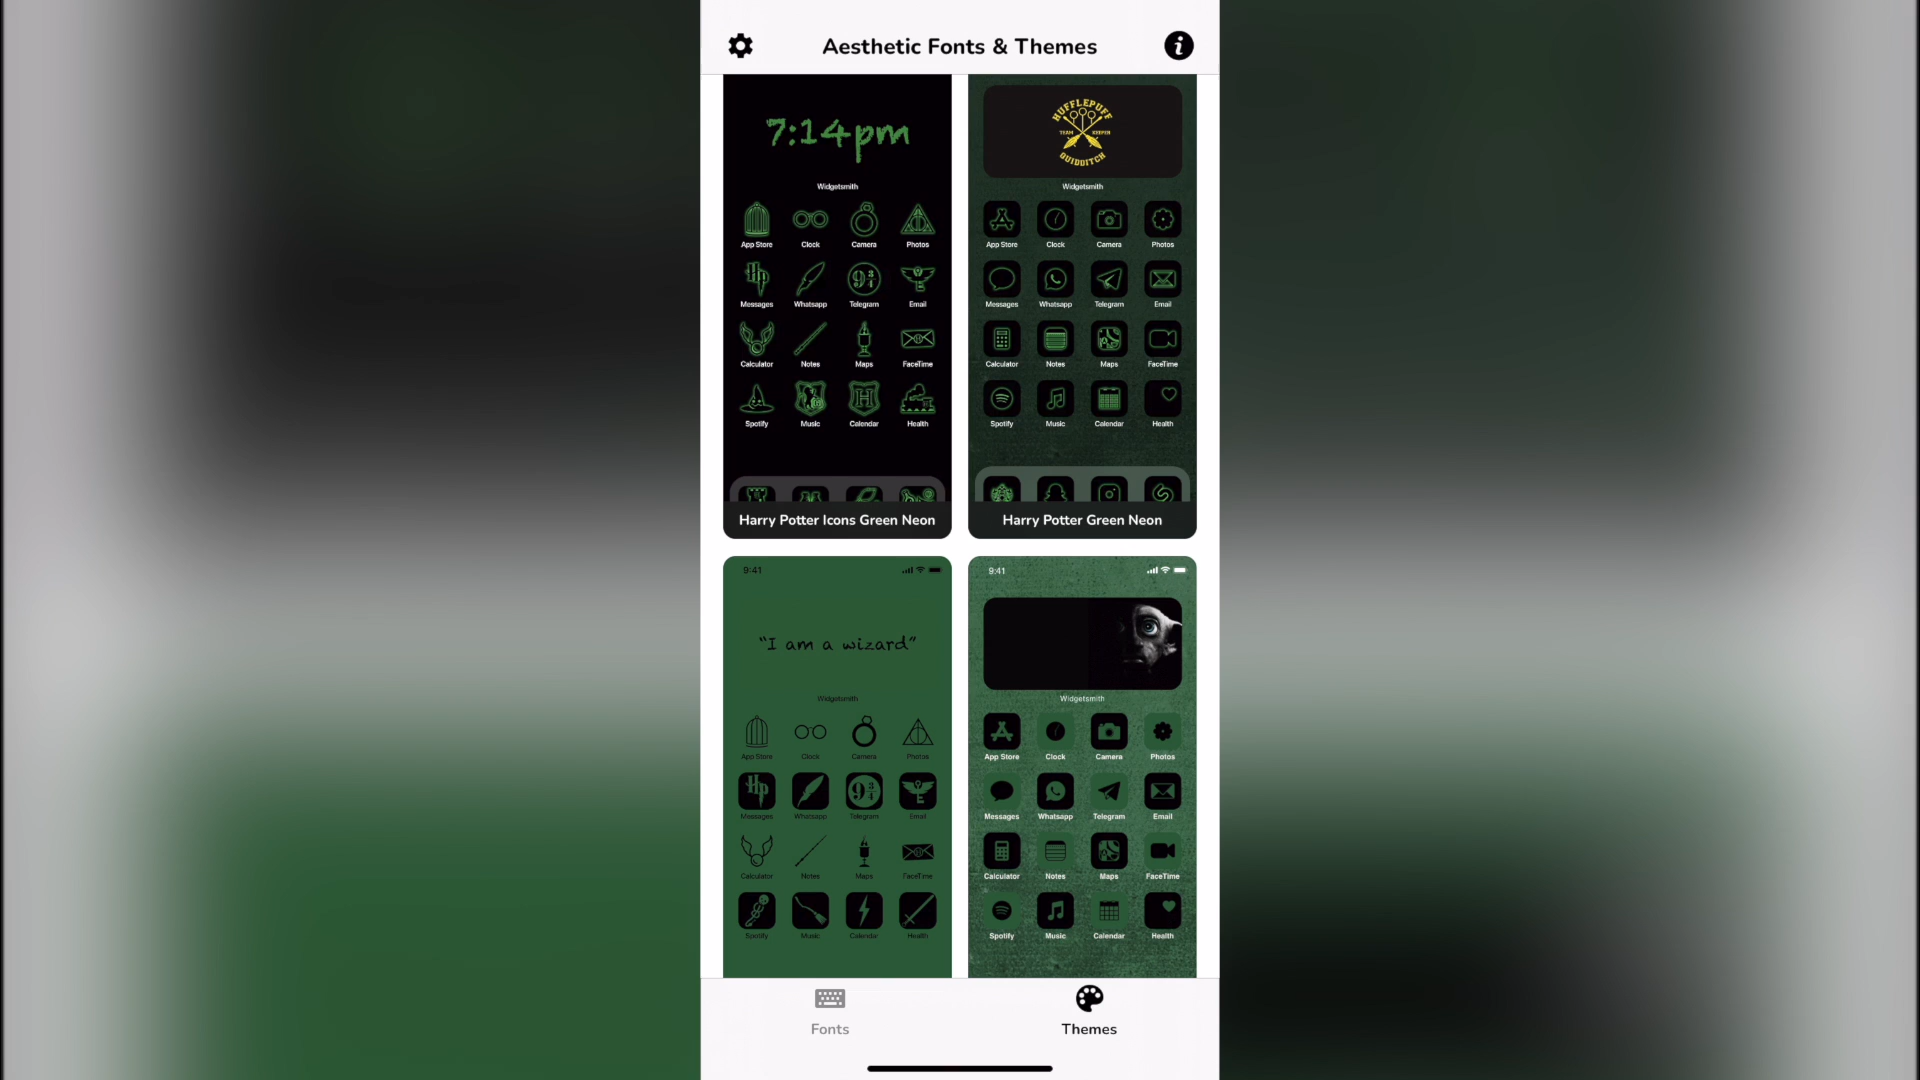 Aesthetic Fonts & Themes
7:14pm
Widgetsmith
App Store Clock Camera Photos
Messages Whatsapp Telegram Email
Calculator Notes Maps FaceTime
Spotify Music Calendar Health
Harry Potter Icons Green Neon
HUFFLEPUFF
TEAM KEEPER
QUIDDITCH
Widgetsmith
App Store Clock Camera Photos
Messages Whatsapp Telegram Email
Calculator Notes Maps FaceTime
Spotify Music Calendar Health
Harry Potter Green Neon
9:41
"I am a wizard"
Widgetsmith
App Store Clock Camera Photos
Messages Whatsapp Telegram Email
Calculator Notes Maps FaceTime
Spotify Music Calendar Health
9:41
Widgetsmith
App Store Clock Camera Photos
Messages Whatsapp Telegram Email
Calculator Notes Maps FaceTime
Spotify Music Calendar Health
Fonts
Themes